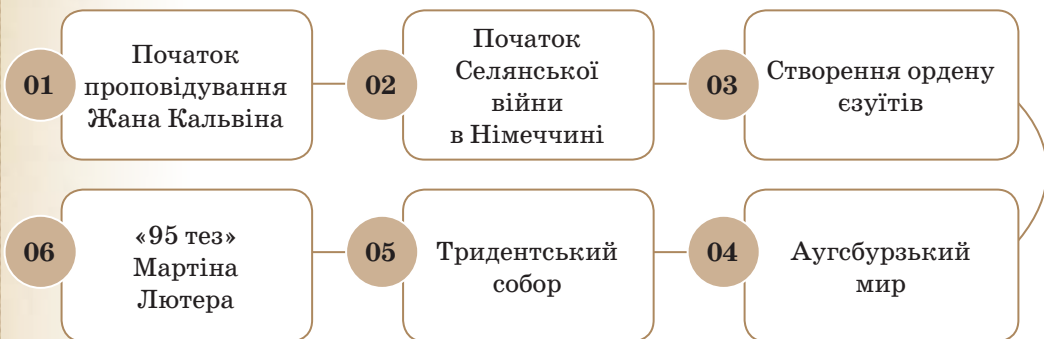 01
Початок
проповідування
Жана Кальвіна
02
Початок
Селянської
війни
в Німеччині
03
Створення ордену
єзуїтів
06
«95 тез»
Мартіна
Лютера
05
Тридентський
собор
04
Аугсбурзький
мир